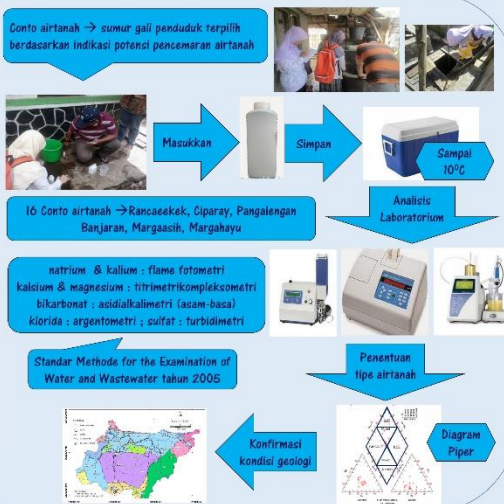 Conto airtanah → sumur gali penduduk terpilih
berdasarkan indikasi potensi pencemaran airtanah
Masukkan
Simpan
Sampai
10⁰C
16 Conto airtanah → Rancaeekek, Ciparay, Pangalengan
Banjaran, Margaasih, Margahayu
Analisis
Laboratorium
natrium & kalium : flame fotometri
kalsium & magnesium : titrimetrikompleksometri
bikarbonat : asidialkalimetri (asam-basa)
klorida : argentometri ; sulfat : turbidimetri
Standar Methode for the Examination of
Water and Wastewater tahun 2005
Penentuan
tipe airtanah
Diagram
Piper
Konfirmasi
kondisi geologi